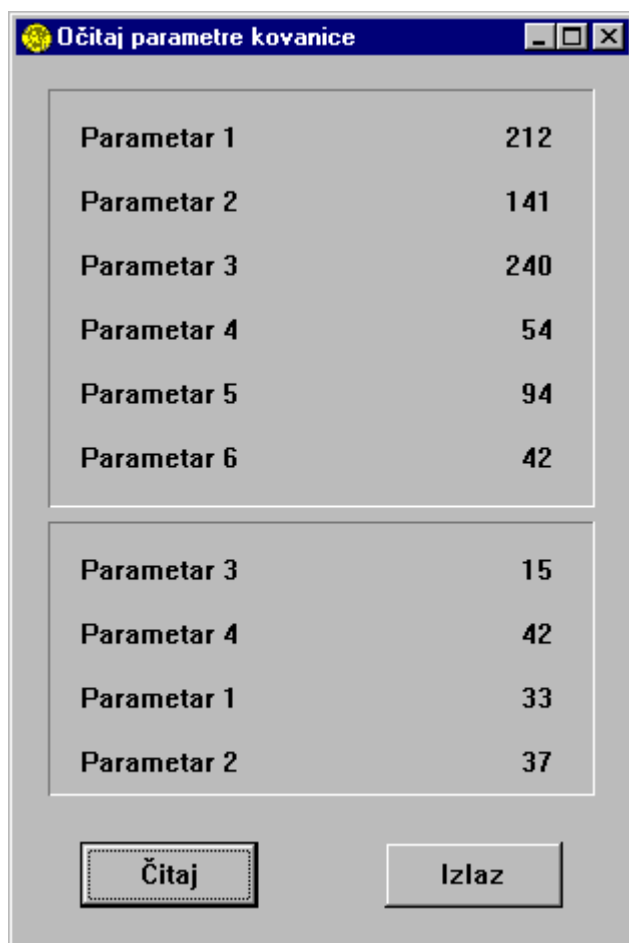 Očitaj parametre kovanice
Parametar 1 212
Parametar 2 141
Parametar 3 240
Parametar 4 54
Parametar 5 94
Parametar 6 42
Parametar 3 15
Parametar 4 42
Parametar 1 33
Parametar 2 37
Čitaj Izlaz